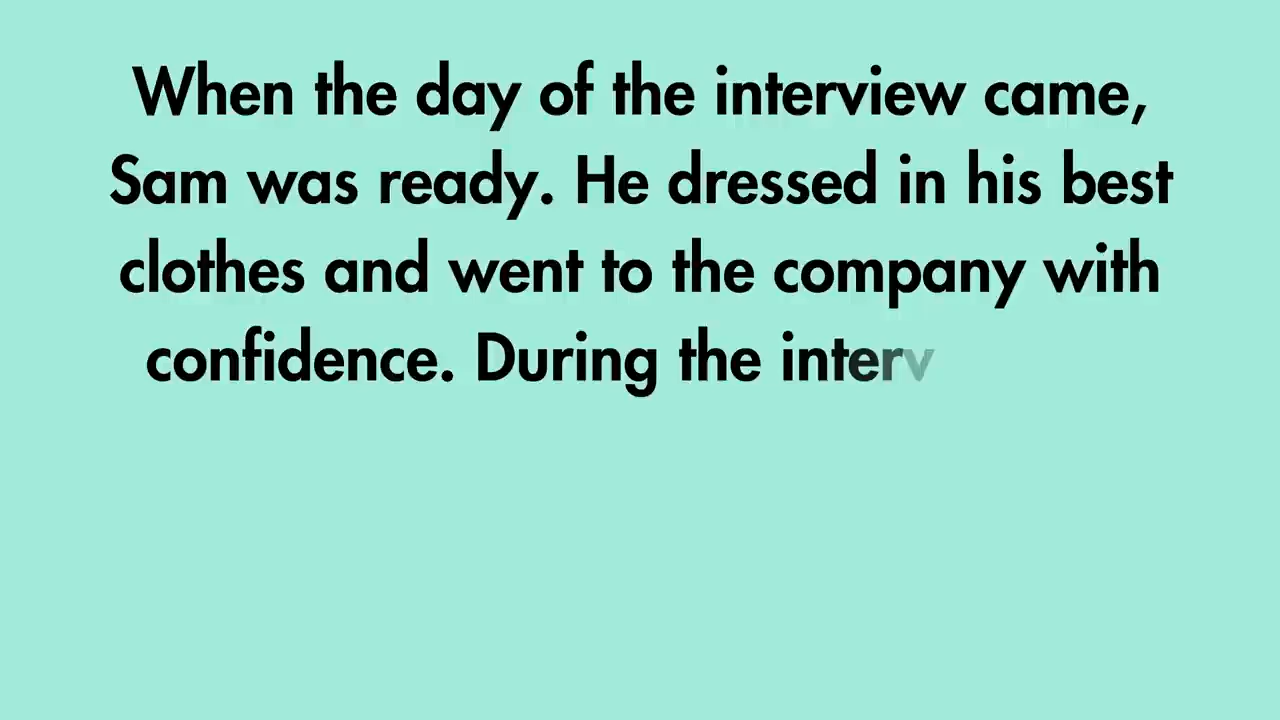 When the day of the interview came,
Sam was ready. He dressed in his best
clothes and went to the company with
confidence. During the interv